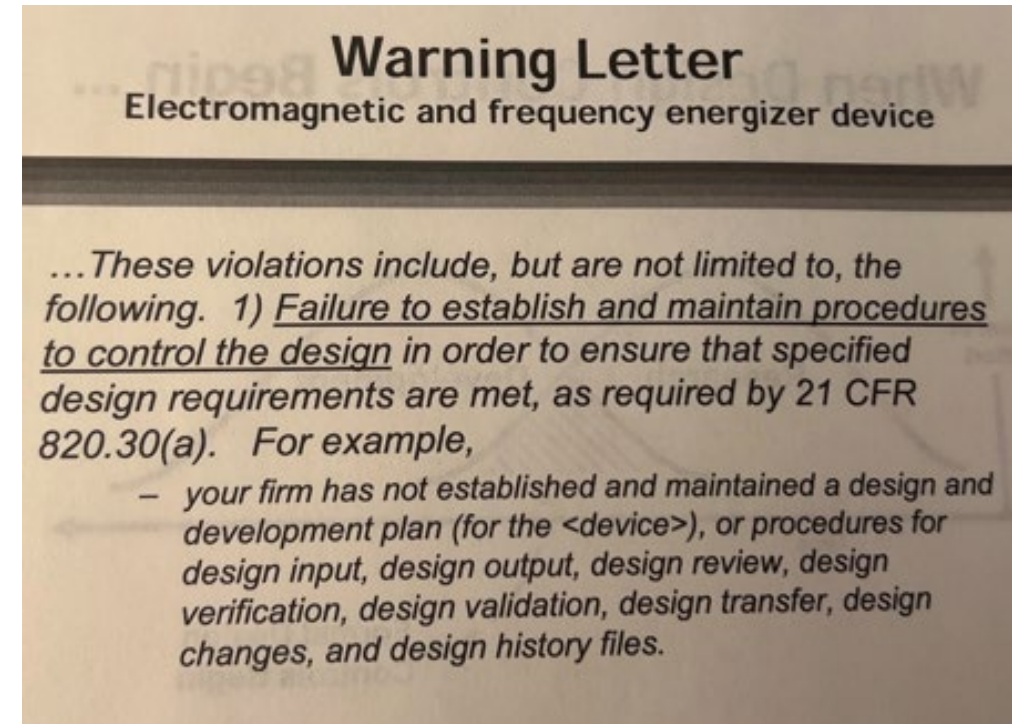 Warning Letter
Electromagnetic and frequency energizer device
...These violations include, but are not limited to, the
following. 1) Failure to establish and maintain procedures
to control the design in order to ensure that specified
design requirements are met, as required by 21 CFR
820.30(a). For example,
– your firm has not established and maintained a design and
development plan (for the <device>), or procedures for
design input, design output, design review, design
verification, design validation, design transfer, design
changes, and design history files.